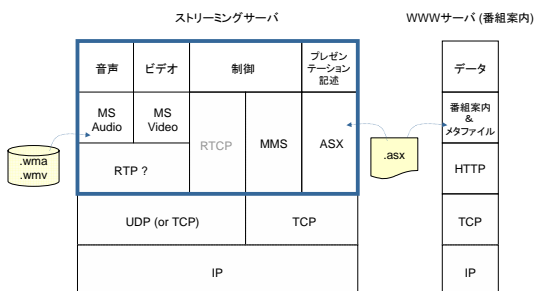 ストリーミングサーバ
WWWサーバ (番組案内)
音声
ビデオ
制御
プレゼン
テーション
記述
データ
MS
Audio
MS
Video
RTCP
MMS
ASX
番組案内
&
メタファイル
.wma
.wmv
.asx
RTP ?
HTTP
UDP (or TCP)
TCP
TCP
IP
IP